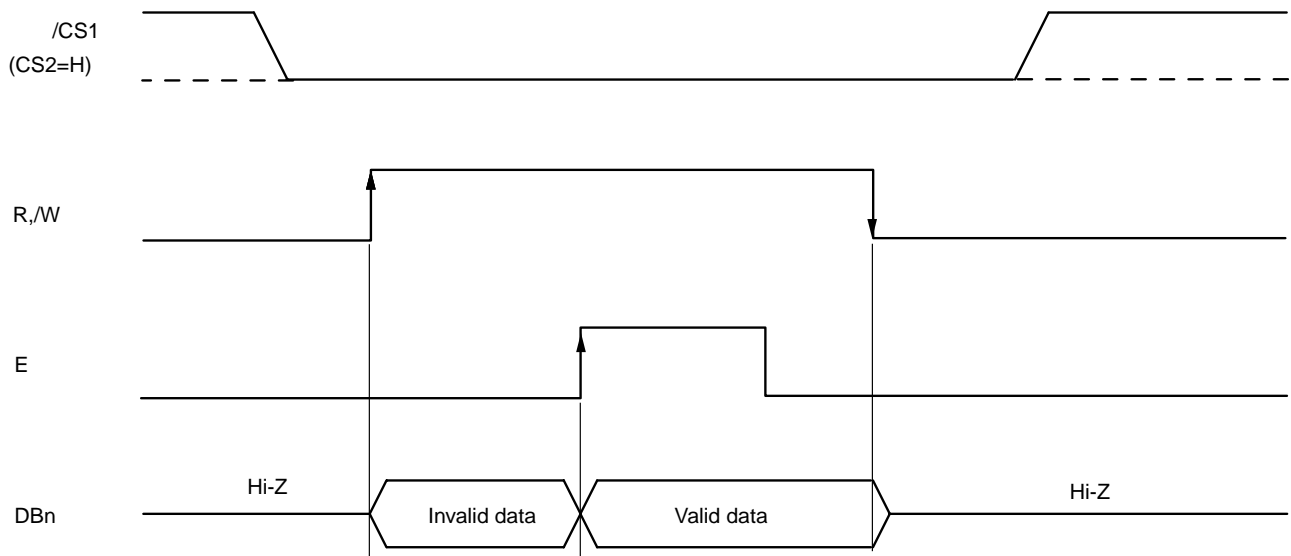 /CS1
(CS2=H)
R,/W
E
Hi-Z
Hi-Z
DBn
Invalid data
Valid data